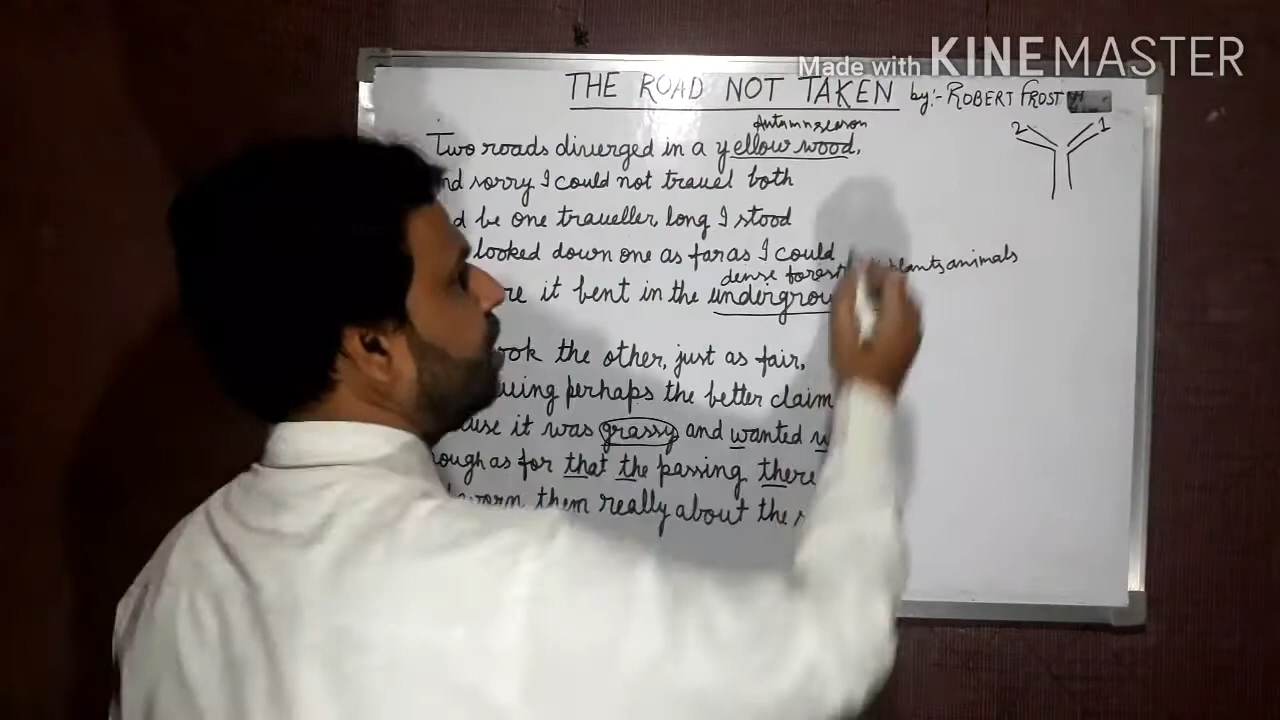 Made with KINEMASTER
THE ROAD NOT TAKEN by:- ROBERT FROST
2 1
Autumn season
Two roads diverged in a yellow wood,
nd sorry I could not travel both
d be one traveller, long I stood
looked down one as far as I could
dense forest plants, animals
re it bent in the undergrou
ook the other, just as fair,
perhaps the better claim
use it was grassy and wanted w
ough as for that the passing there
worn them really about the